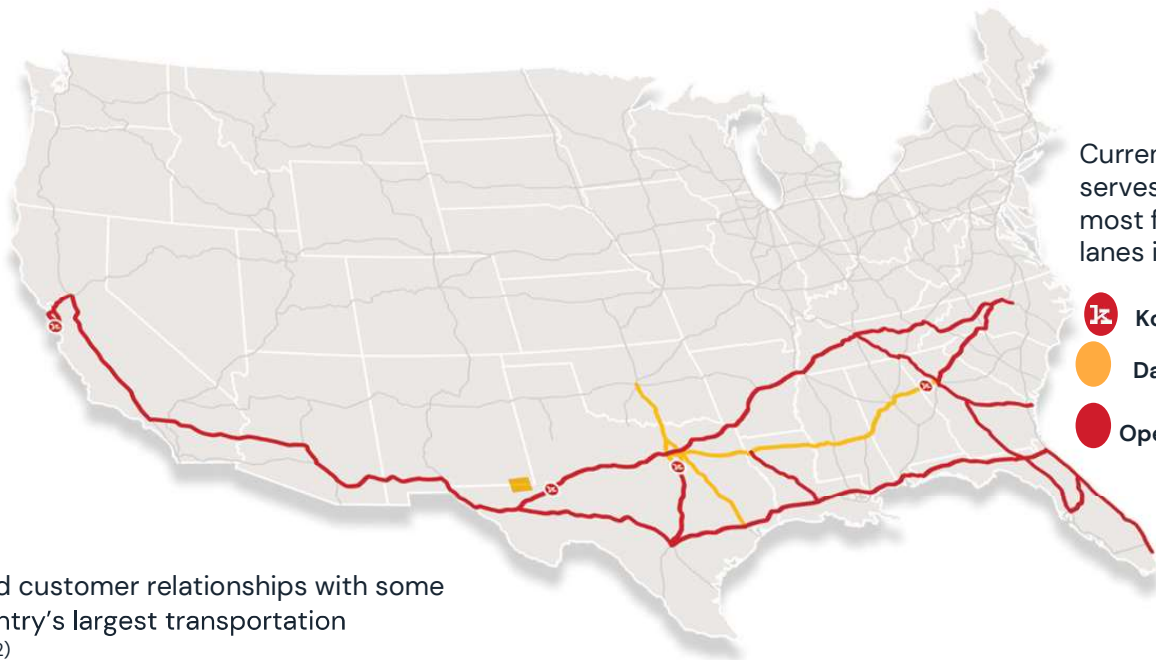 Curren
serves
most f
lanes i
k Ko
Da
Ope
d customer relationships with some
ntry's largest transportation
2)